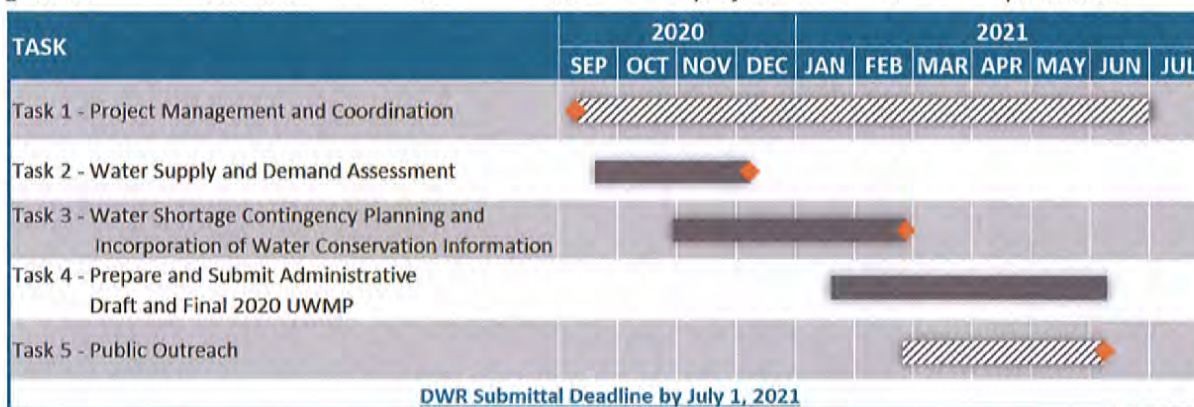 TASK
2020 2021
SEP OCT NOV DEC JAN FEB MAR APR MAY JUN JUL
Task 1 - Project Management and Coordination
Task 2 - Water Supply and Demand Assessment
Task 3 - Water Shortage Contingency Planning and
Incorporation of Water Conservation Information
Task 4 - Prepare and Submit Administrative
Draft and Final 2020 UWMP
Task 5 - Public Outreach
DWR Submittal Deadline by July 1, 2021